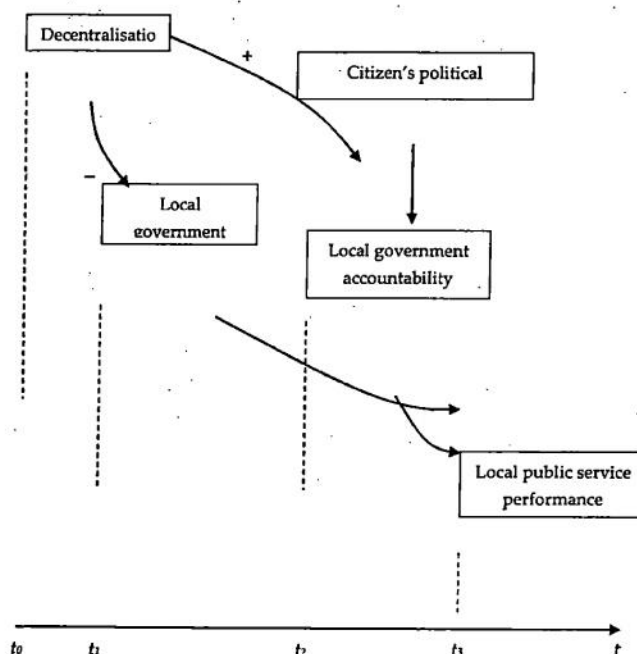 Decentralisatio
+
Citizen's political
−
Local
government
Local government
accountability
Local public service
performance
t0 t1 t2 t3 t